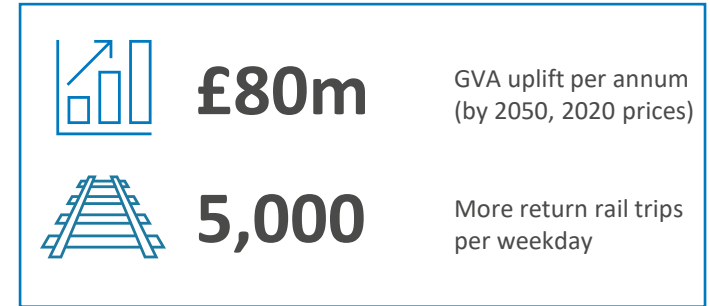 £80m
GVA uplift per annum
(by 2050, 2020 prices)
5,000
More return rail trips
per weekday